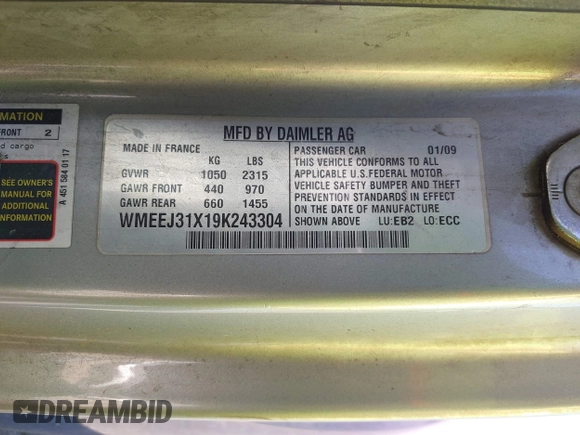 MFD BY DAIMLER AG
MADE IN FRANCE
KG LBS
GVWR 1050 2315
GAWR FRONT 440 970
GAWR REAR 660 1455
WMEEJ31X19K243304
PASSENGER CAR 01/09
THIS VEHICLE CONFORMS TO ALL
APPLICABLE U.S.FEDERAL MOTOR
VEHICLE SAFETY BUMPER AND THEFT
PREVENTION STANDARDS IN EFFECT
ON THE DATE OF MANUFACTURE
SHOWN ABOVE LU:EB2 LO:ECC
FRONT 2
cargo
SEE OWNER'S
MANUAL FOR
ADDITIONAL
INFORMATION
A 451 584 01 17
DREAMBID